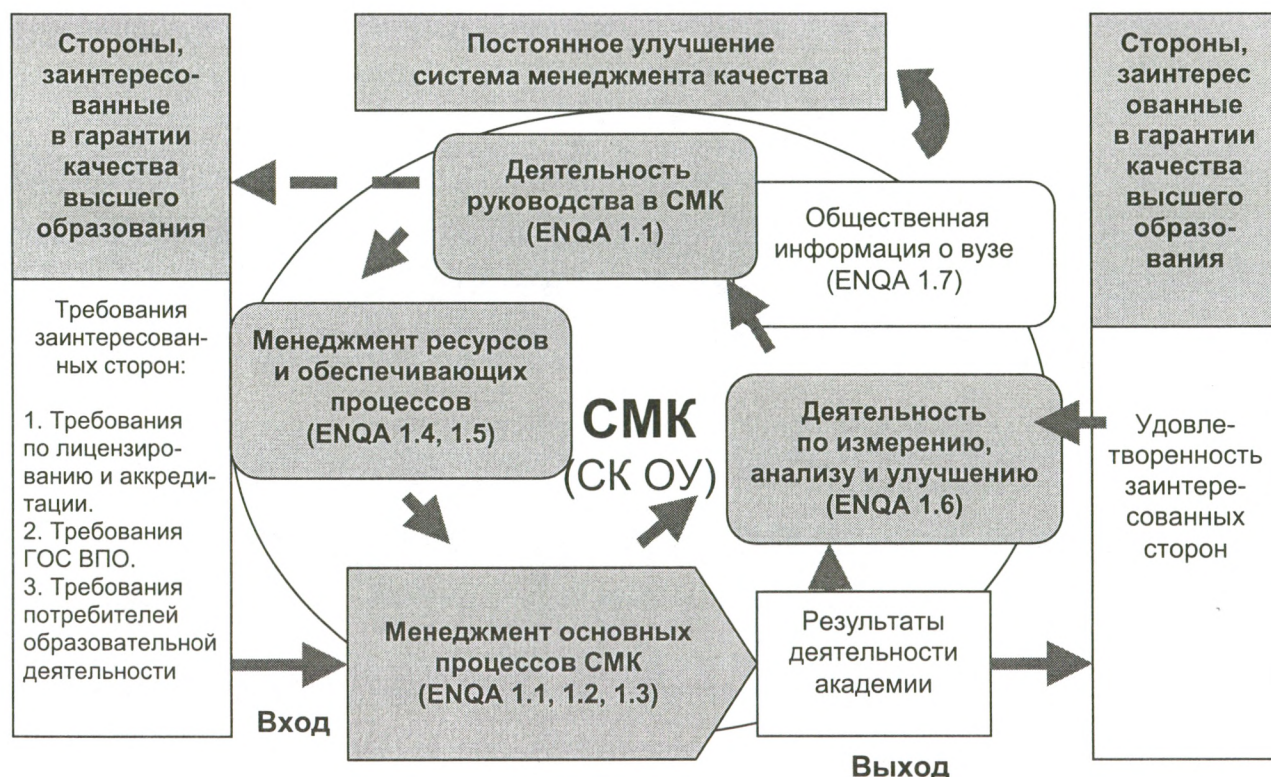 Стороны,
заинтересо-
ванные
в гарантии
качества
высшего
образования
Требования
заинтересован-
ных сторон:
1. Требования
по лицензиро-
ванию и аккреди-
тации.
2. Требования
ГОС ВПО.
3. Требования
потребителей
образовательной
деятельности
Постоянное улучшение
система менеджмента качества
Деятельность
руководства в СМК
(ENQA 1.1)
Общественная
информация о вузе
(ENQA 1.7)
Менеджмент ресурсов
и обеспечивающих
процессов
(ENQA 1.4, 1.5)
СМК
(СК ОУ)
Деятельность
по измерению,
анализу и улучшению
(ENQA 1.6)
Менеджмент основных
процессов СМК
(ENQA 1.1, 1.2, 1.3)
Результаты
деятельности
академии
Вход
Выход
Стороны,
заинтерес
ованные
в гарантии
качества
высшего
образо-
вания
Удовле-
творенность
заинтере-
сованных
сторон